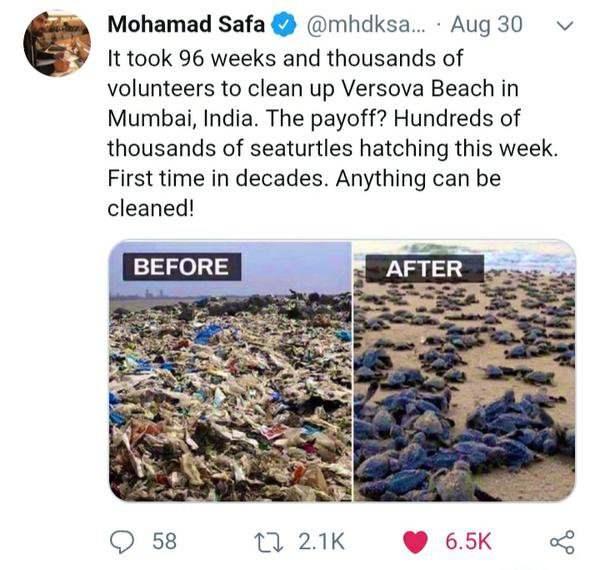 Mohamad Safa @mhdksa... · Aug 30
It took 96 weeks and thousands of
volunteers to clean up Versova Beach in
Mumbai, India. The payoff? Hundreds of
thousands of seaturtles hatching this week.
First time in decades. Anything can be
cleaned!
BEFORE
AFTER
58 2.1K 6.5K